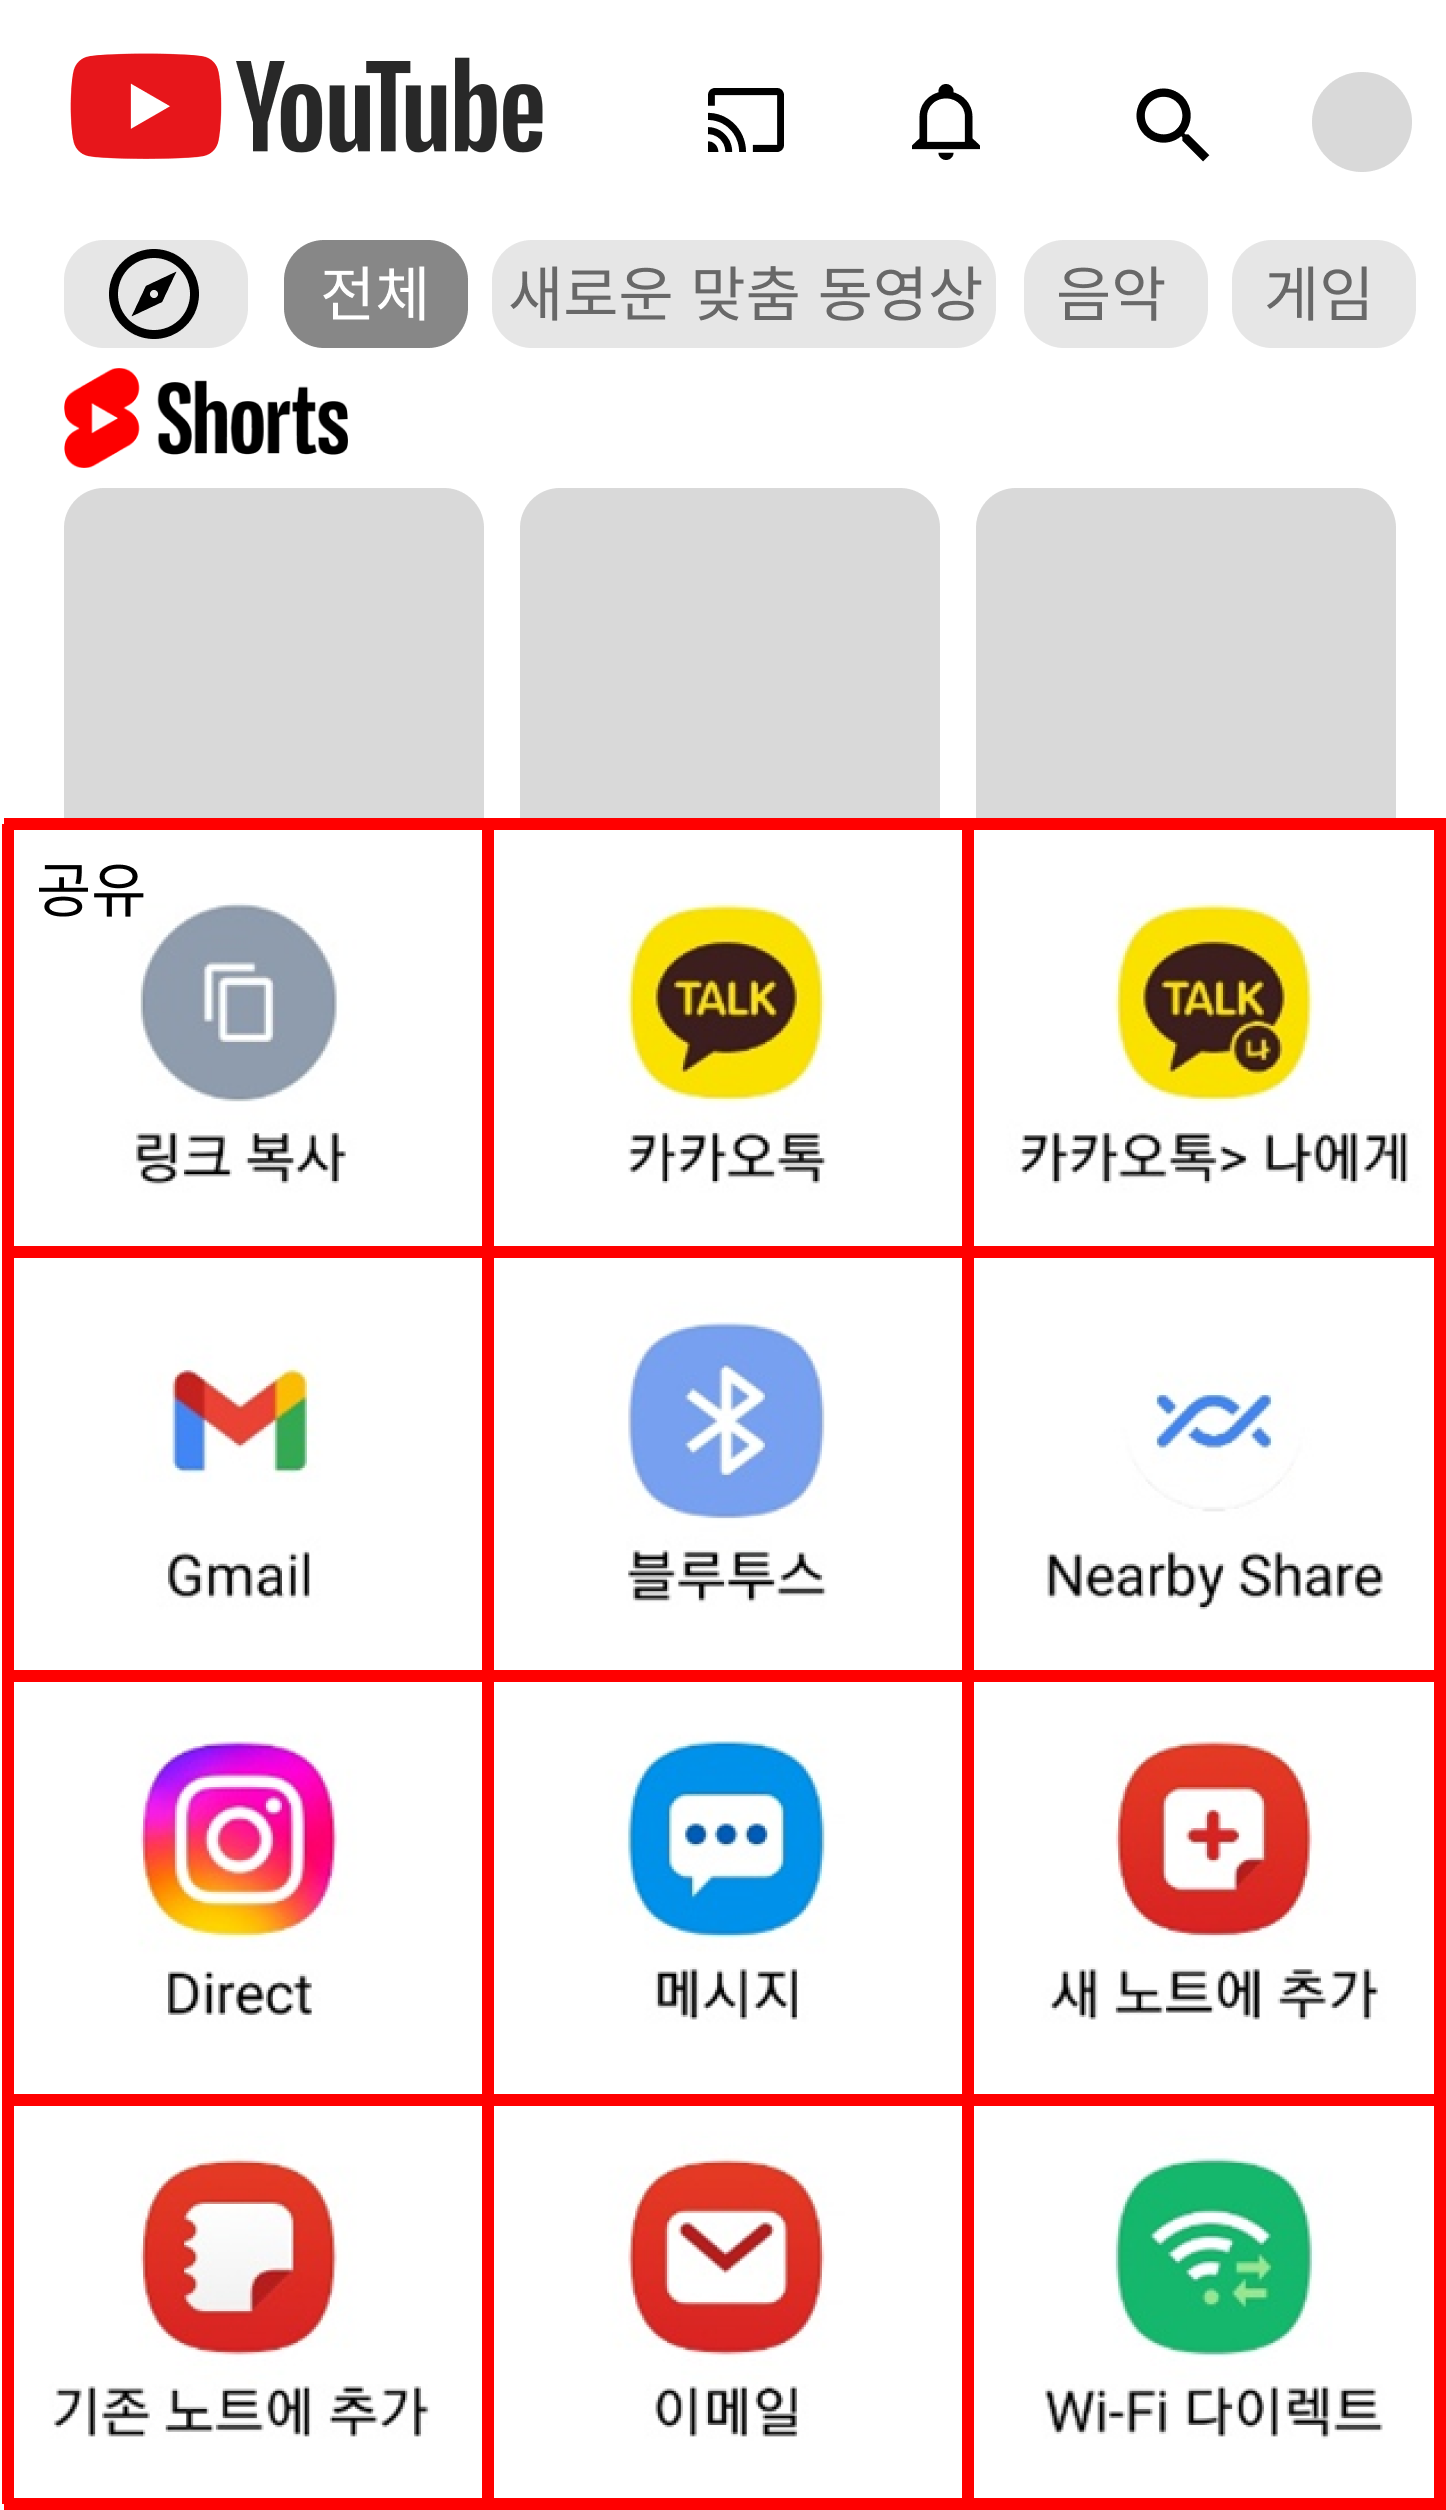 YouTube
전체 새로운 맞춤 동영상 음악 게임
Shorts
공유
TALK TALK 나
링크 복사 카카오톡 카카오톡> 나에게
Gmail 블루투스 Nearby Share
Direct 메시지 새 노트에 추가
기존 노트에 추가 이메일 Wi-Fi 다이렉트